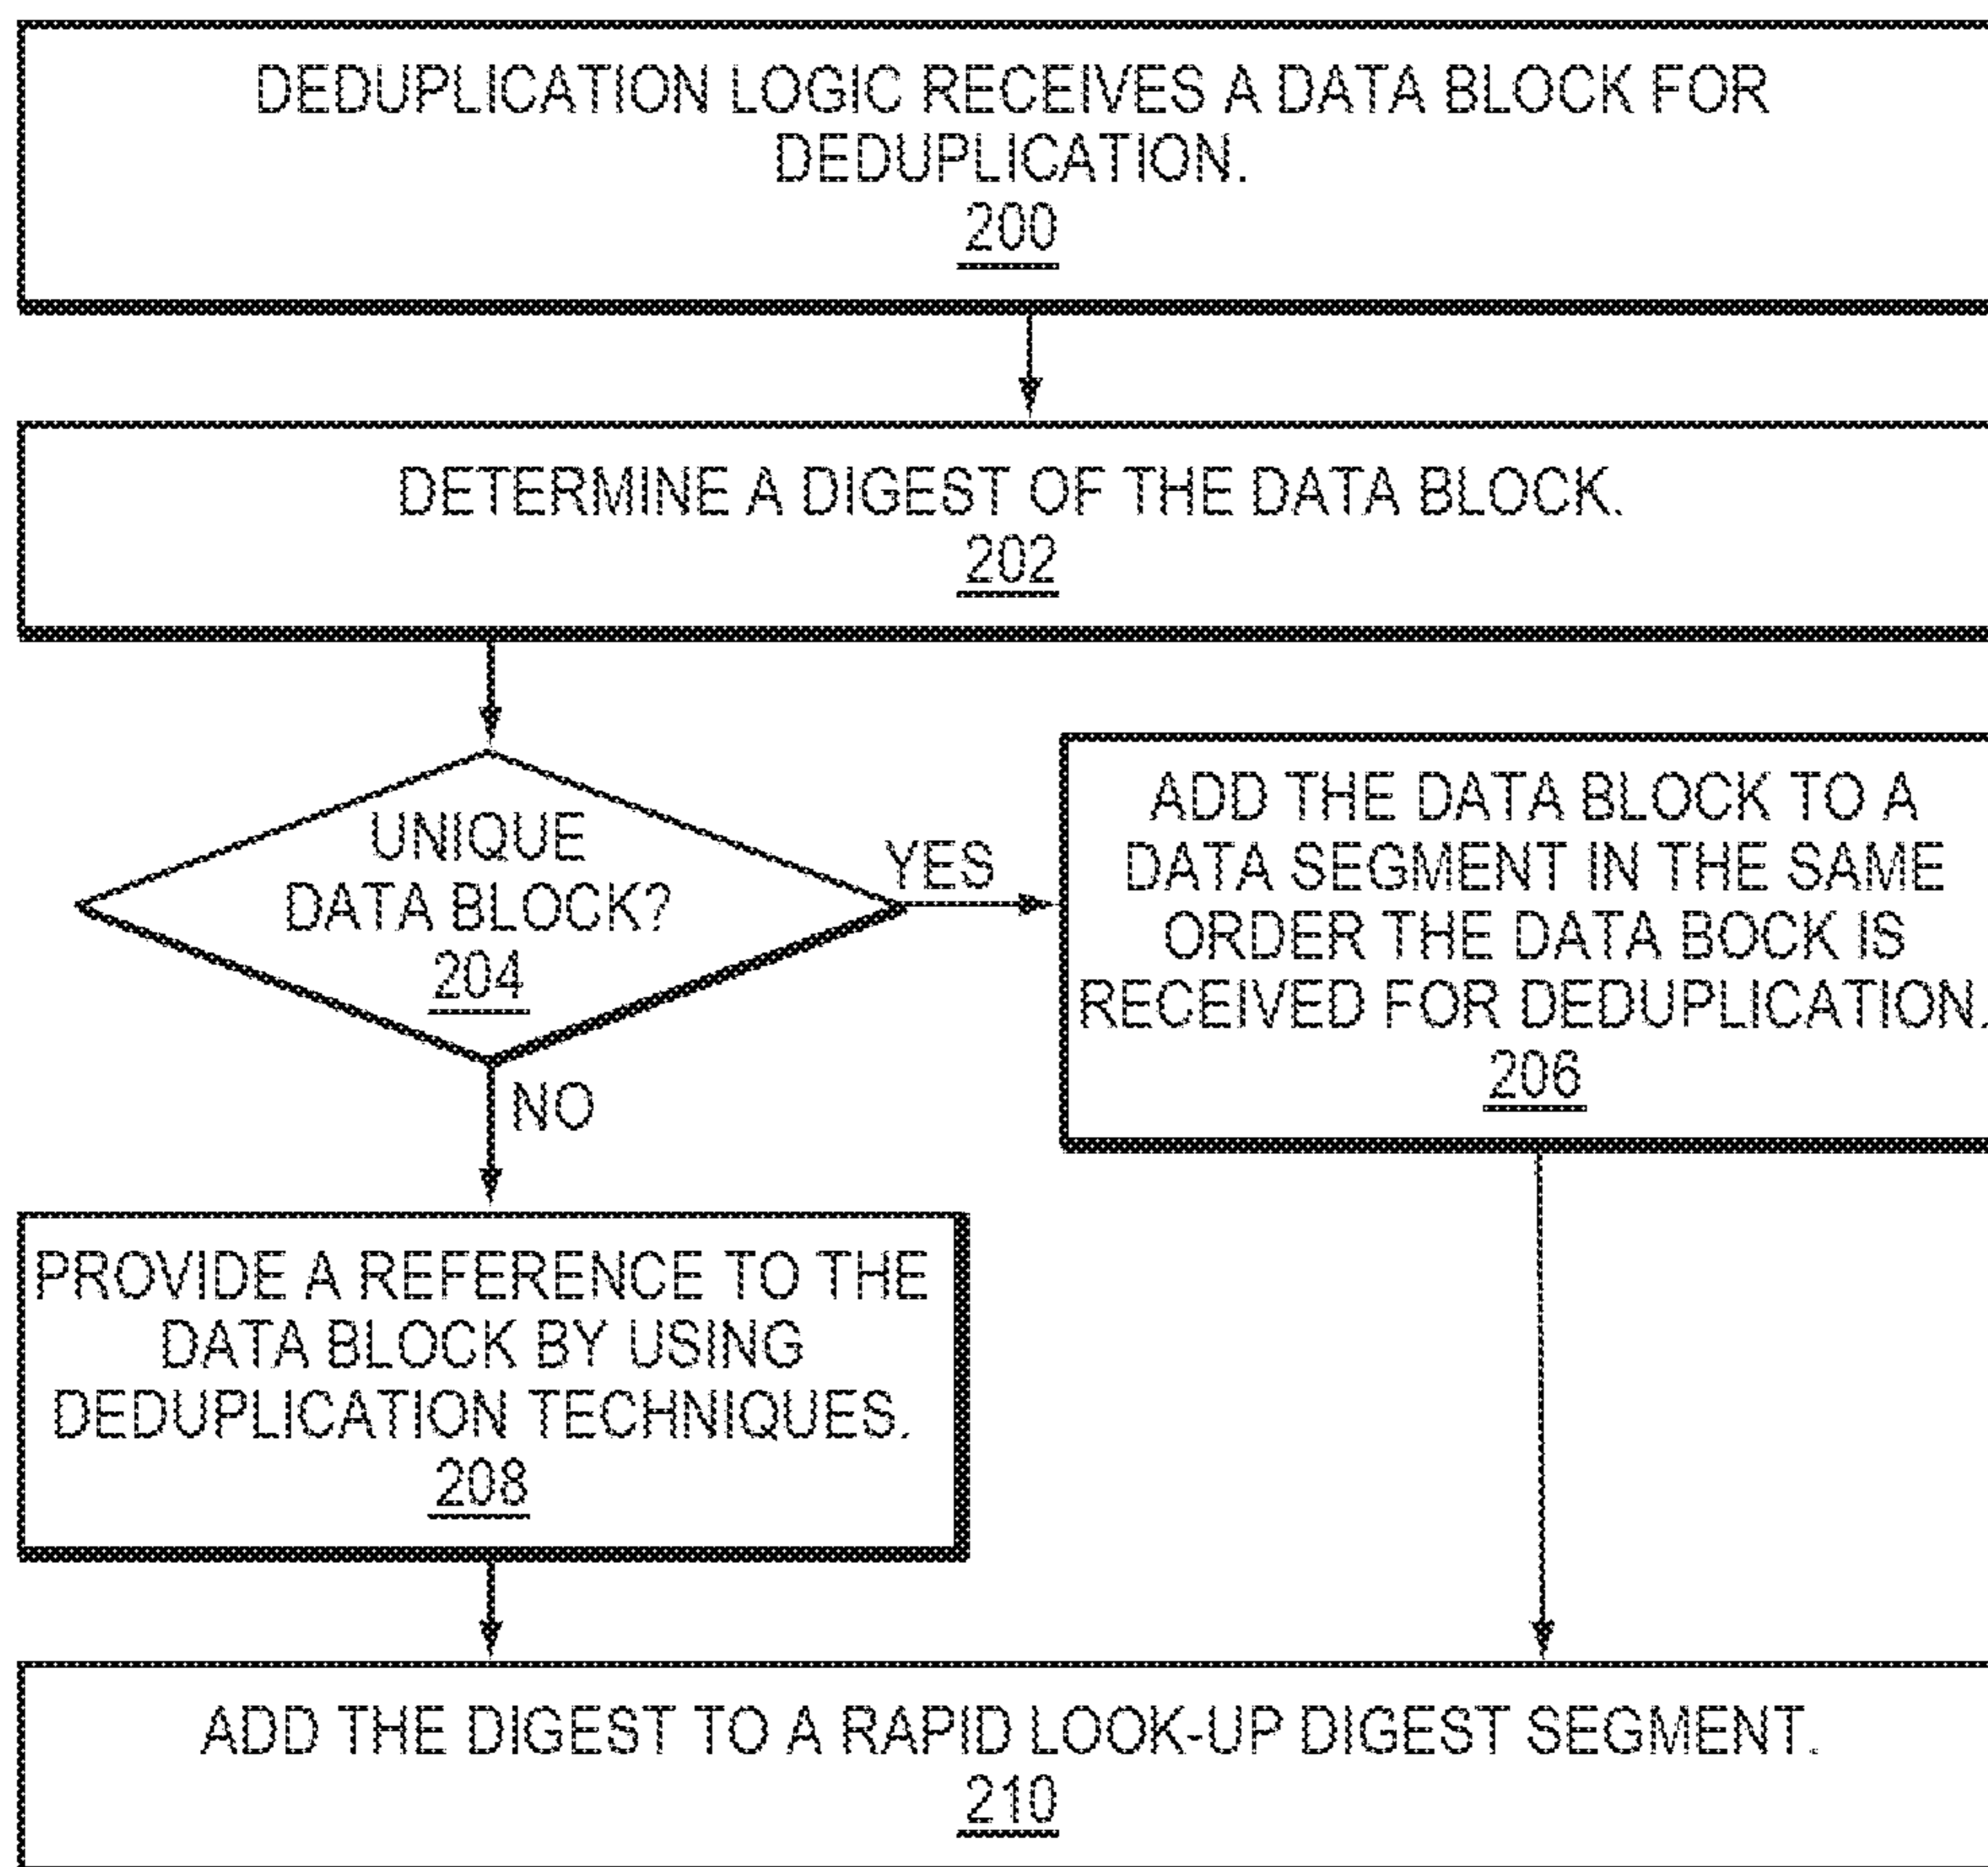 DEDUPLICATION LOGIC RECEIVES A DATA BLOCK FOR
DEDUPLICATION.
200
DETERMINE A DIGEST OF THE DATA BLOCK.
202
UNIQUE
DATA BLOCK?
204
YES
ADD THE DATA BLOCK TO A
DATA SEGMENT IN THE SAME
ORDER THE DATA BOCK IS
RECEIVED FOR DEDUPLICATION.
206
NO
PROVIDE A REFERENCE TO THE
DATA BLOCK BY USING
DEDUPLICATION TECHNIQUES.
208
ADD THE DIGEST TO A RAPID LOOK-UP DIGEST SEGMENT.
210